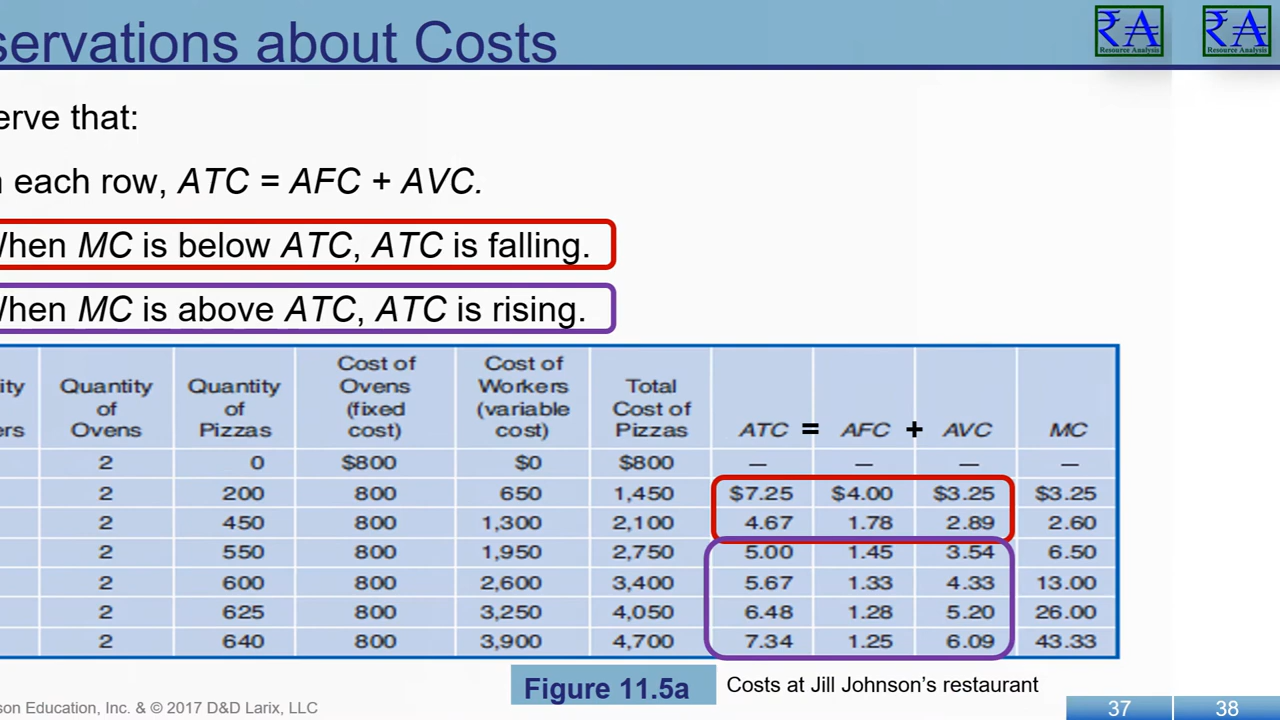 servations about Costs
₹A
Resource Analysis
₹A
Resource Analysis
erve that:
each row, ATC = AFC + AVC.
When MC is below ATC, ATC is falling.
When MC is above ATC, ATC is rising.
ity ers Quantity of Ovens Quantity of Pizzas Cost of Ovens (fixed cost) Cost of Workers (variable cost) Total Cost of Pizzas ATC = AFC + AVC MC
2 0 $800 $0 $800 — — — —
2 200 800 650 1,450 $7.25 $4.00 $3.25 $3.25
2 450 800 1,300 2,100 4.67 1.78 2.89 2.60
2 550 800 1,950 2,750 5.00 1.45 3.54 6.50
2 600 800 2,600 3,400 5.67 1.33 4.33 13.00
2 625 800 3,250 4,050 6.48 1.28 5.20 26.00
2 640 800 3,900 4,700 7.34 1.25 6.09 43.33
Figure 11.5a Costs at Jill Johnson's restaurant
son Education, Inc. & © 2017 D&D Larix, LLC
37 38